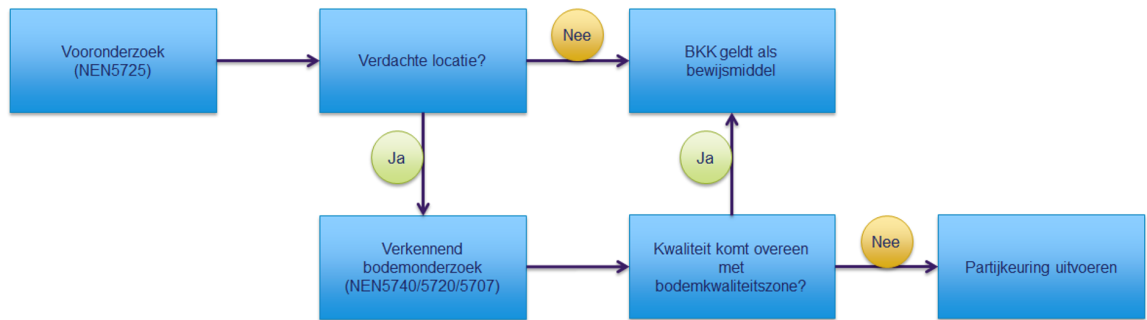 Vooronderzoek
(NEN5725)
Verdachte locatie?
Nee
BKK geldt als
bewijsmiddel
Ja
Ja
Verkennend
bodemonderzoek
(NEN5740/5720/5707)
Kwaliteit komt overeen
met
bodemkwaliteitszone?
Nee
Partijkeuring uitvoeren